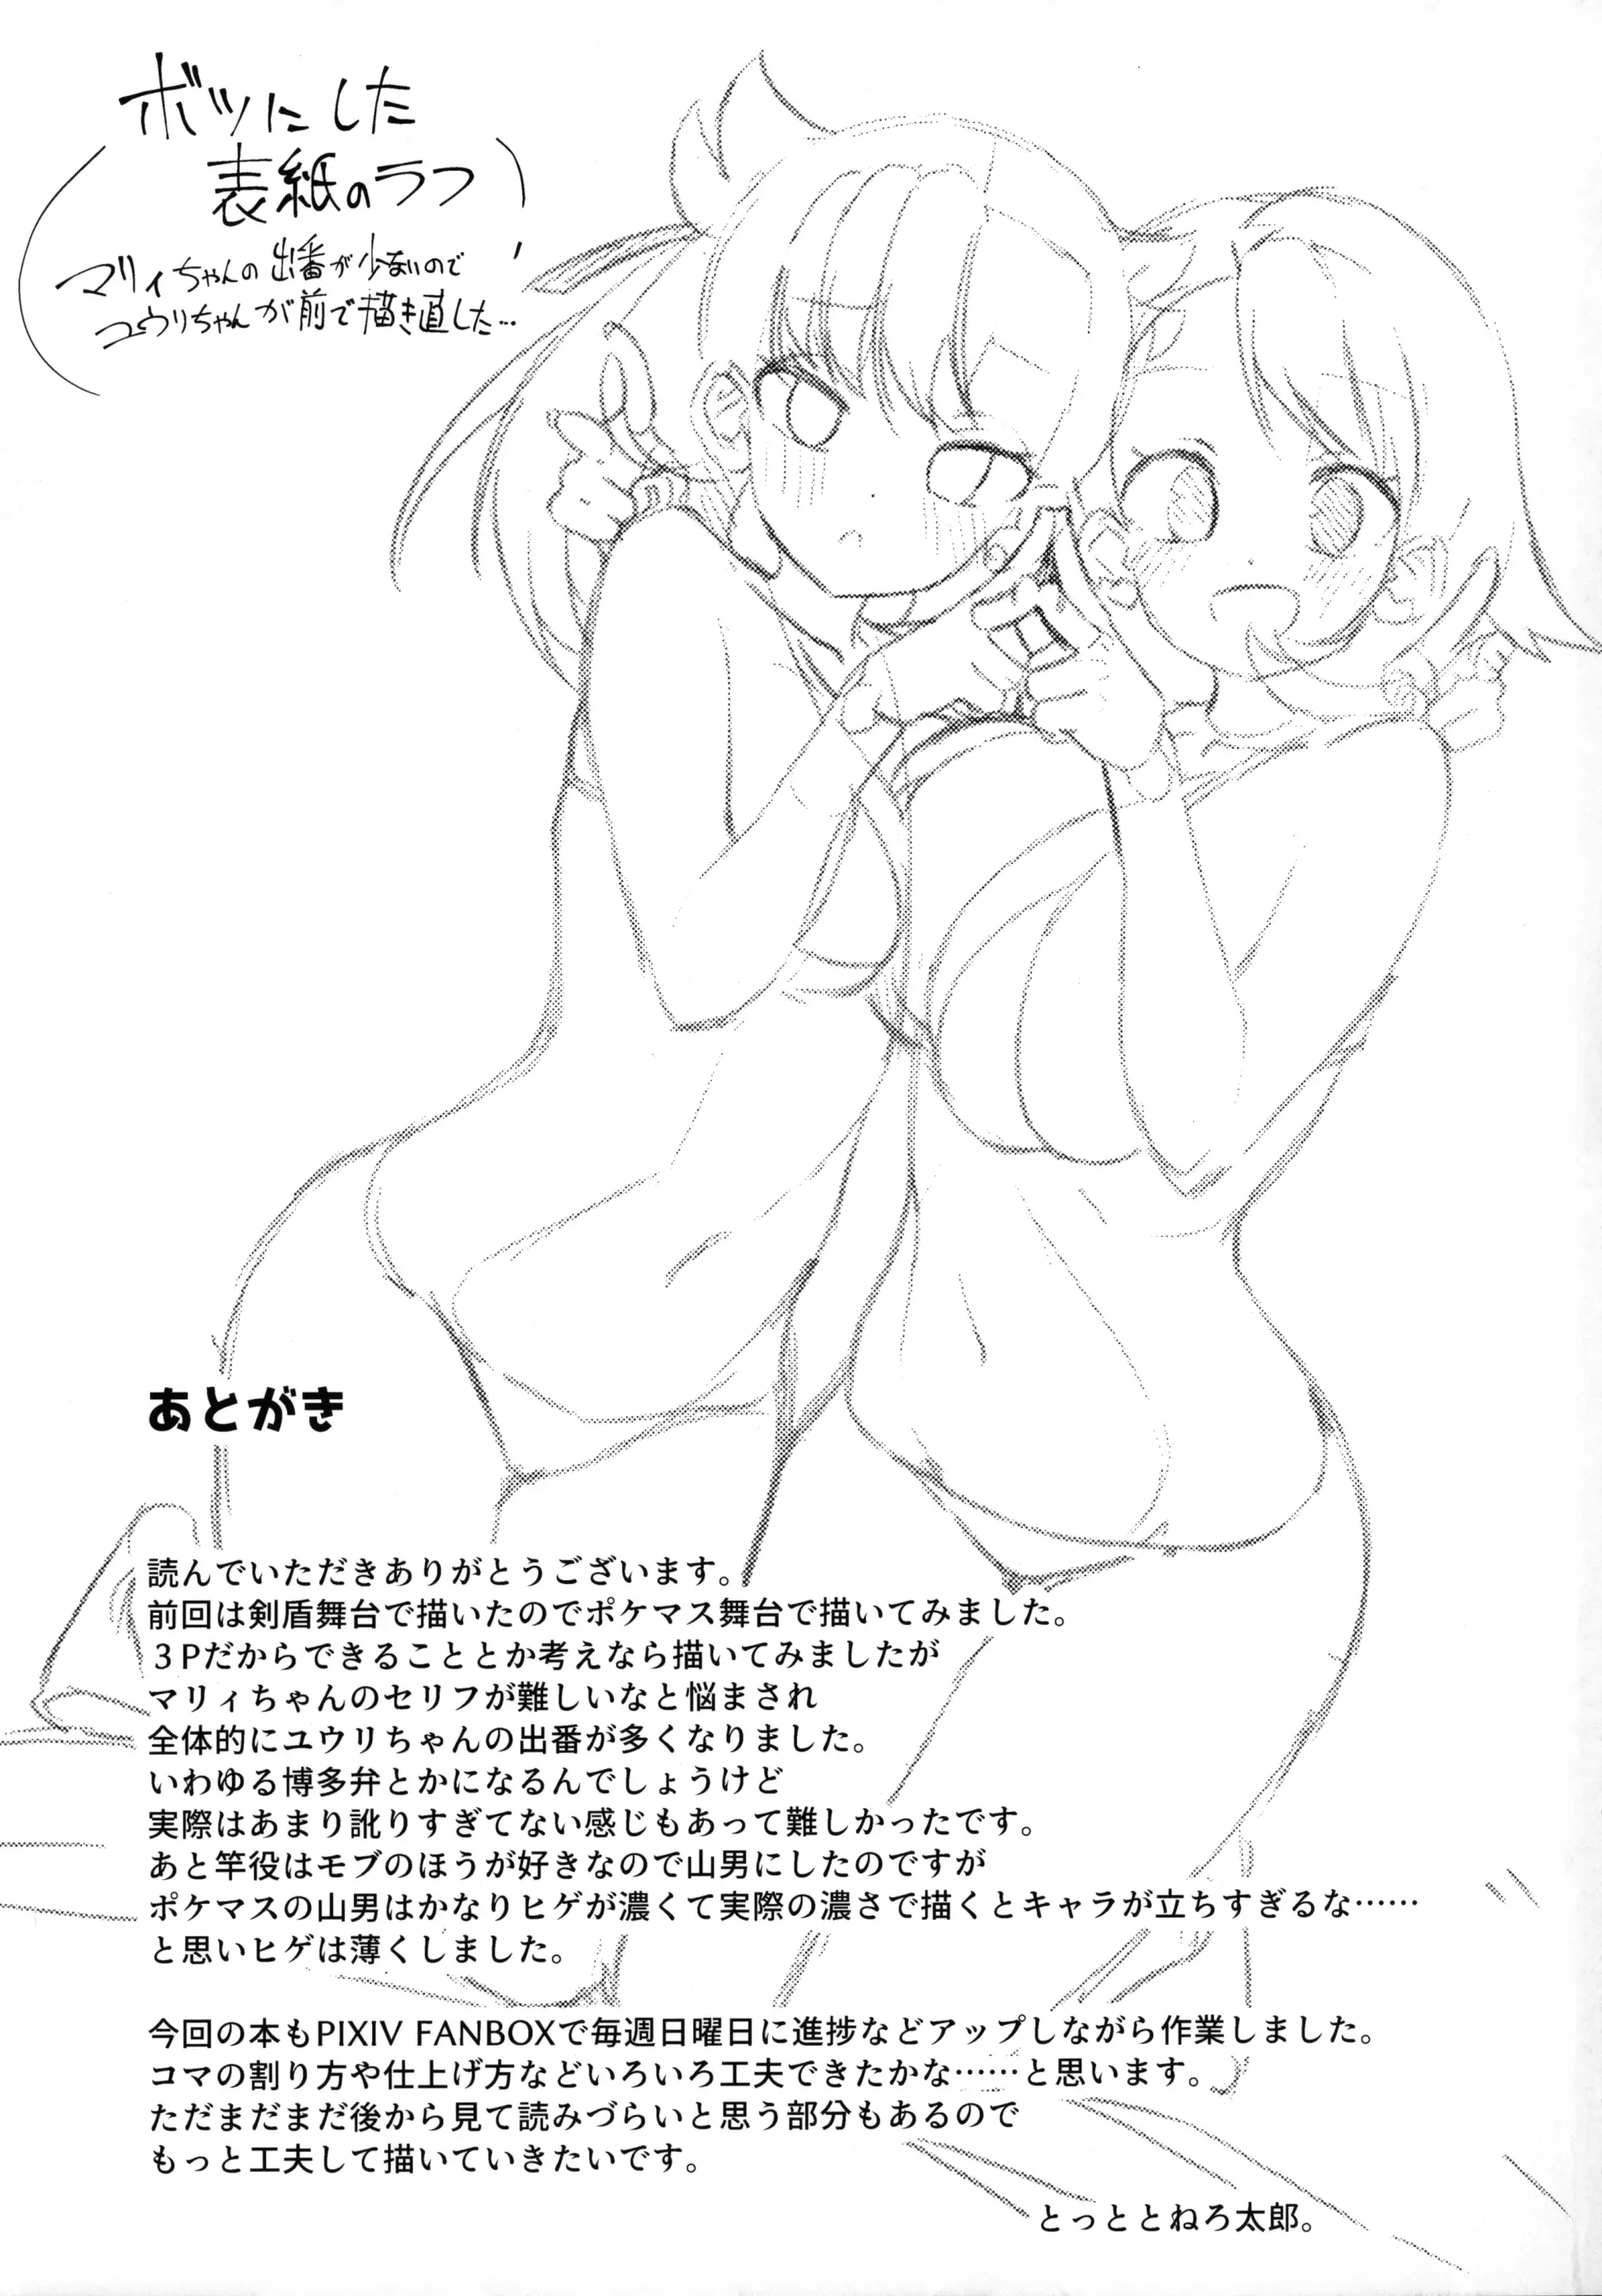 ボツにした
表紙のラフ
マリィちゃんの出番が少ないので
ユウリちゃんが前で描き直した…
あとがき
読んでいただきありがとうございます。
前回は剣盾舞台で描いたのでポケマス舞台で描いてみました。
３Pだからできることとか考えなら描いてみましたが
マリィちゃんのセリフが難しいなと悩まされ
全体的にユウリちゃんの出番が多くなりました。
いわゆる博多弁とかになるんでしょうけど
実際はあまり訛りすぎてない感じもあって難しかったです。
あと竿役はモブのほうが好きなので山男にしたのですが
ポケマスの山男はかなりヒゲが濃くて実際の濃さで描くとキャラが立ちすぎるな……
と思いヒゲは薄くしました。
今回の本もPIXIV FANBOXで毎週日曜日に進捗などアップしながら作業しました。
コマの割り方や仕上げ方などいろいろ工夫できたかな……と思います。
ただまだまだ後から見て読みづらいと思う部分もあるので
もっと工夫して描いていきたいです。
とっととねろ太郎。